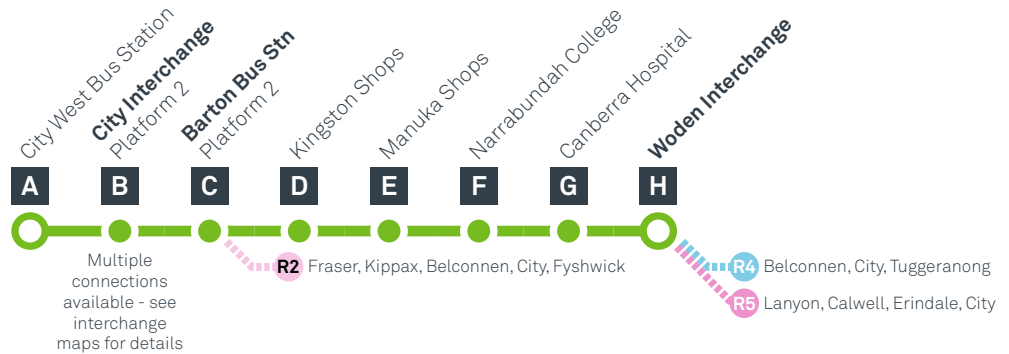 City West Bus Station
City Interchange
Platform 2
Barton Bus Stn
Platform 2
Kingston Shops
Manuka Shops
Narrabundah College
Canberra Hospital
Woden Interchange
A
B
C
D
E
F
G
H
Multiple
connections
available - see
interchange
maps for details
R2 Fraser, Kippax, Belconnen, City, Fyshwick
R4 Belconnen, City, Tuggeranong
R5 Lanyon, Calwell, Erindale, City